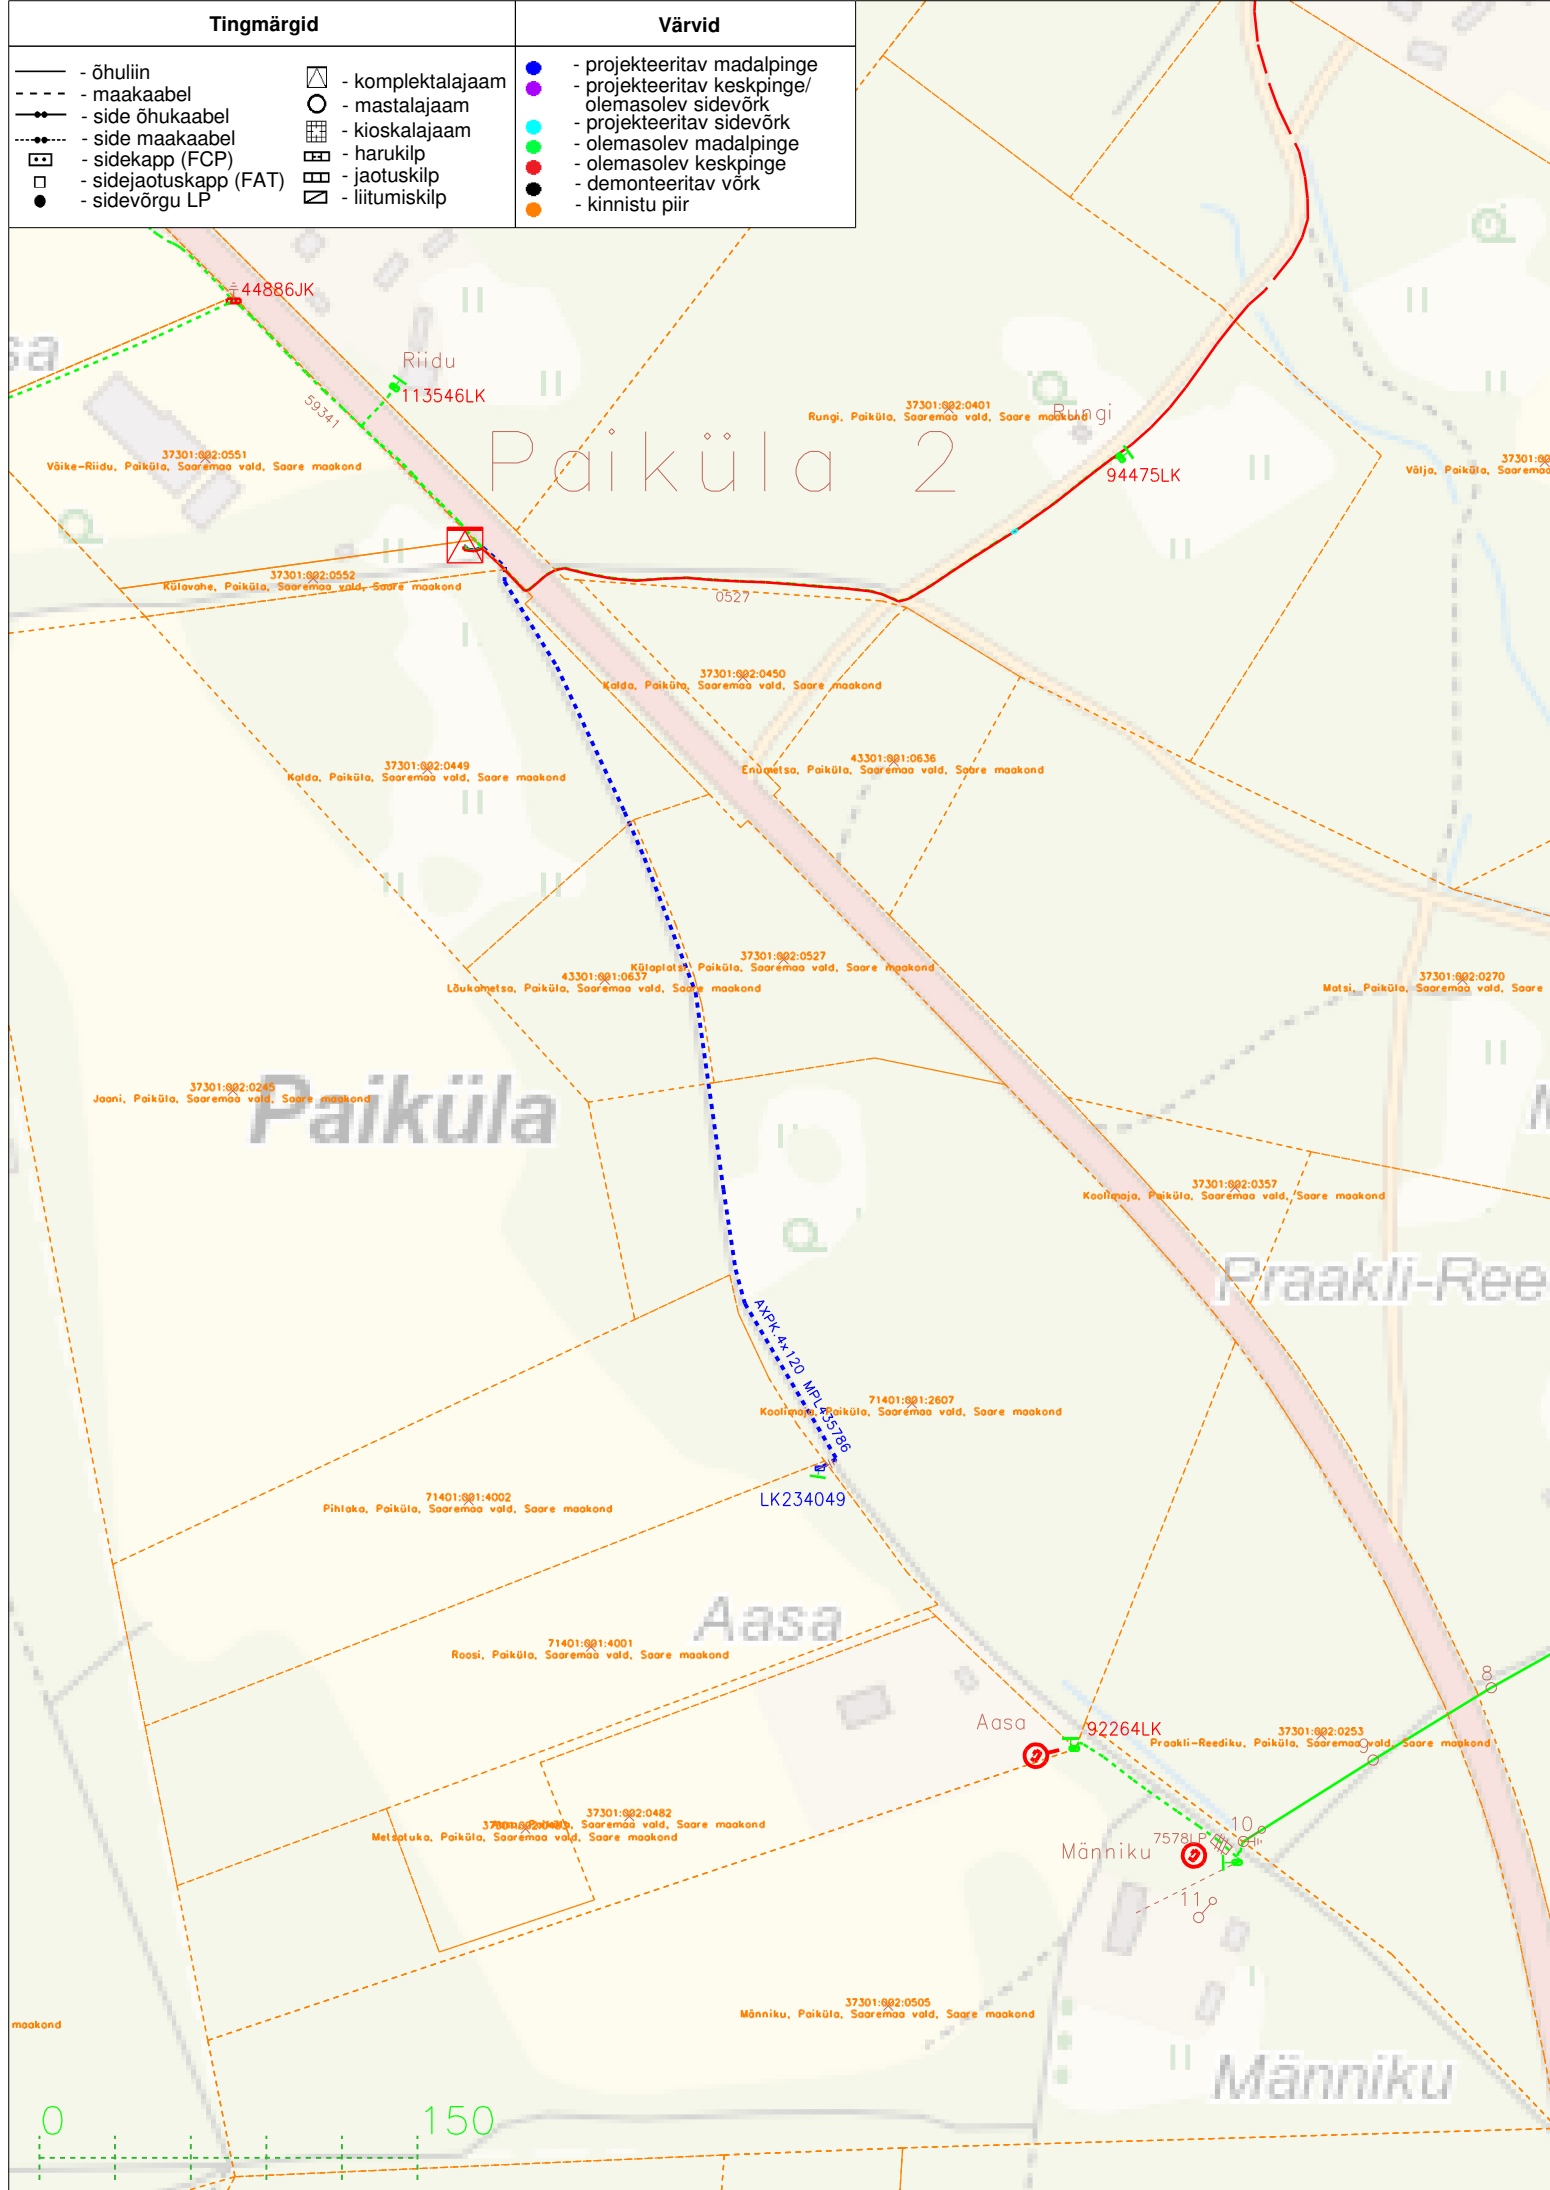 Tingmärgid
Värvid
- õhuliin
- maakaabel
- side õhukaabel
- side maakaabel
- sidekapp (FCP)
- sidejaotuskapp (FAT)
- sidevõrgu LP
- komplektalajaam
- mastalajaam
- kioskalajaam
- harukilp
- jaotuskilp
- liitumiskilp
- projekteeritav madalpinge
- projekteeritav keskpinge/
olemasolev sidevõrk
- projekteeritav sidevõrk
- olemasolev madalpinge
- olemasolev keskpinge
- demonteeritav võrk
- kinnistu piir
44886JK
Riidu
113546LK
59341
37301:002:0551
Väike-Riidu, Paiküla, Saaremaa vald, Saare maakond
Paiküla 2
37301:002:0401
Rungi, Paiküla, Saaremaa vald, Saare maakond
Rungi
94475LK
Välja, Paiküla, Saaremaa
37301:002:0552
Külavahe, Paiküla, Saaremaa vald, Saare maakond
0527
37301:002:0450
Kalda, Paiküla, Saaremaa vald, Saare maakond
37301:002:0449
Kalda, Paiküla, Saaremaa vald, Saare maakond
43301:001:0636
Enumetsa, Paiküla, Saaremaa vald, Saare maakond
37301:002:0527
Külaplats, Paiküla, Saaremaa vald, Saare maakond
43301:001:0637
Lõukametsa, Paiküla, Saaremaa vald, Saare maakond
37301:002:0270
Matsi, Paiküla, Saaremaa vald, Saare
37301:002:0245
Jaani, Paiküla, Saaremaa vald, Saare maakond
Paiküla
37301:002:0357
Koolimaja, Paiküla, Saaremaa vald, Saare maakond
Praakli-Ree
AXPK.4x120 MPL435786
71401:001:2607
Koolimaja, Paiküla, Saaremaa vald, Saare maakond
LK234049
71401:001:4002
Pihlaka, Paiküla, Saaremaa vald, Saare maakond
Aasa
71401:001:4001
Roosi, Paiküla, Saaremaa vald, Saare maakond
8
Aasa
92264LK
37301:002:0253
Praakli-Reediku, Paiküla, Saaremaa vald, Saare maakond
9
37301:002:0482
Paiküla, Saaremaa vald, Saare maakond
Metsatuka, Paiküla, Saaremaa vald, Saare maakond
10
7578LP
Männiku
11
37301:002:0505
Männiku, Paiküla, Saaremaa vald, Saare maakond
maakond
Männiku
0
150